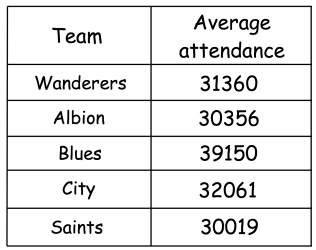 Team Average
attendance
Wanderers 31360
Albion 30356
Blues 39150
City 32061
Saints 30019